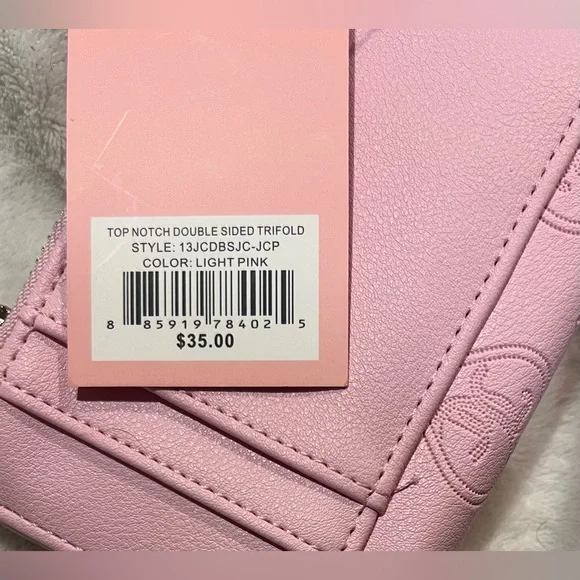 TOP NOTCH DOUBLE SIDED TRIFOLD
STYLE: 13JCDBSJC-JCP
COLOR: LIGHT PINK
8 85919 78402 5
$35.00